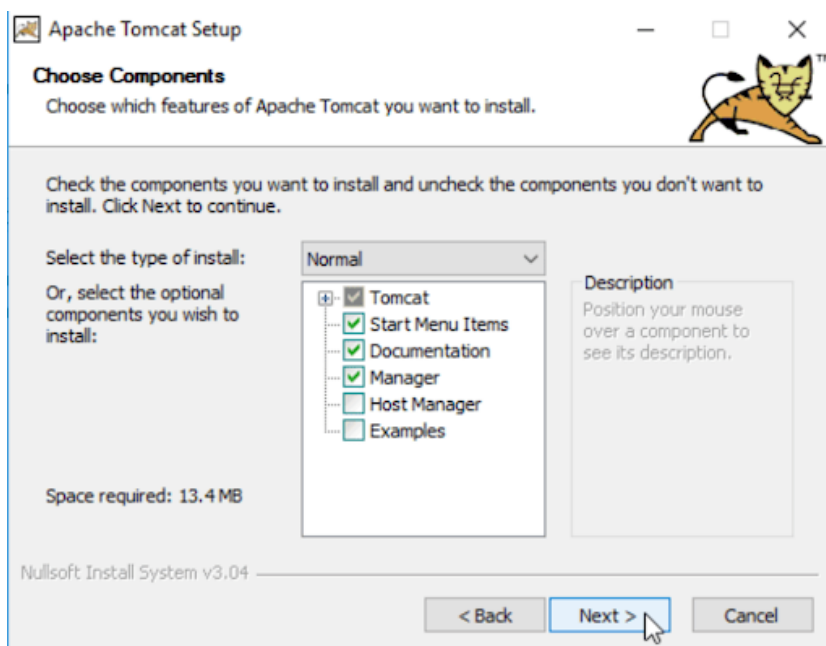 Apache Tomcat Setup
Choose Components
Choose which features of Apache Tomcat you want to install.
TM
Check the components you want to install and uncheck the components you don't want to
install. Click Next to continue.
Select the type of install:
Normal
Or, select the optional
components you wish to
install:
Tomcat
Start Menu Items
Documentation
Manager
Host Manager
Examples
Description
Position your mouse
over a component to
see its description.
Space required: 13.4 MB
Nullsoft Install System v3.04
< Back
Next >
Cancel